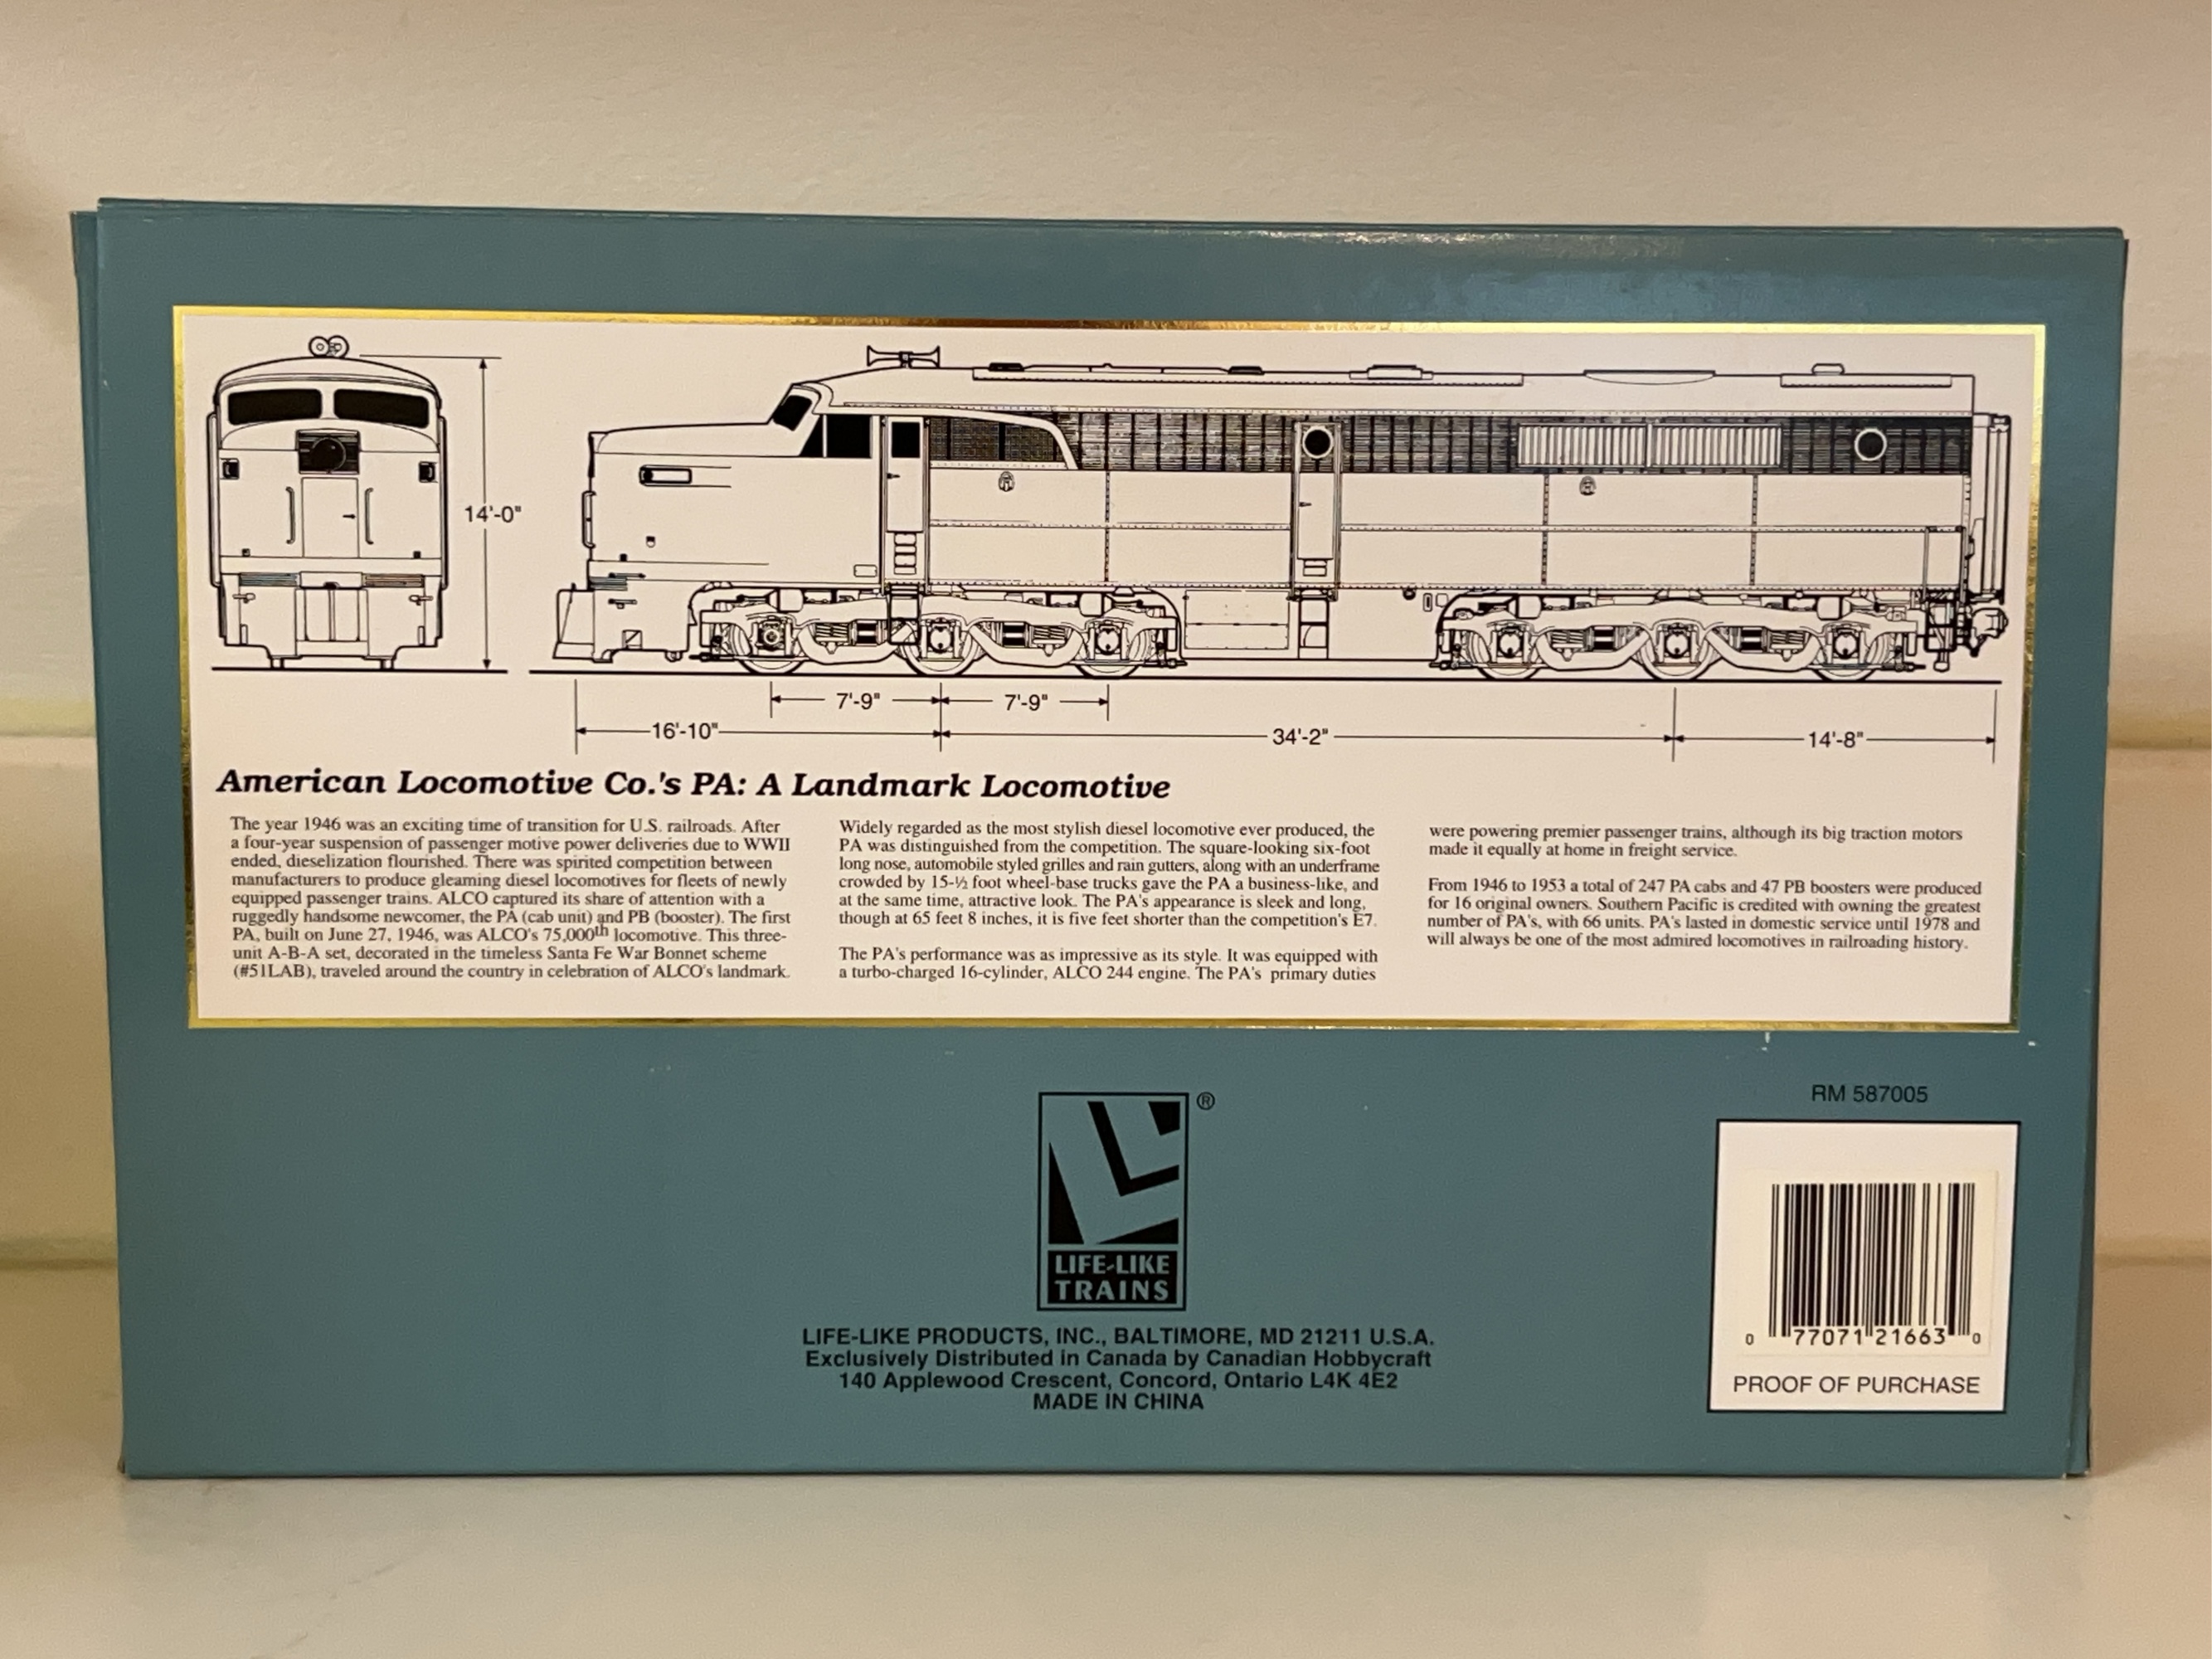 14'-0"
7'-9"
7'-9"
16'-10"
34'-2"
14'-8"
American Locomotive Co.'s PA: A Landmark Locomotive
The year 1946 was an exciting time of transition for U.S. railroads. After
a four-year suspension of passenger motive power deliveries due to WWII
ended, dieselization flourished. There was spirited competition between
manufacturers to produce gleaming diesel locomotives for fleets of newly
equipped passenger trains. ALCO captured its share of attention with a
ruggedly handsome newcomer, the PA (cab unit) and PB (booster). The first
PA, built on June 27, 1946, was ALCO's 75,000th locomotive. This three-
unit A-B-A set, decorated in the timeless Santa Fe War Bonnet scheme
(#51LAB), traveled around the country in celebration of ALCO's landmark.
Widely regarded as the most stylish diesel locomotive ever produced, the
PA was distinguished from the competition. The square-looking six-foot
long nose, automobile styled grilles and rain gutters, along with an underframe
crowded by 15-½ foot wheel-base trucks gave the PA a business-like, and
at the same time, attractive look. The PA's appearance is sleek and long,
though at 65 feet 8 inches, it is five feet shorter than the competition's E7.
The PA's performance was as impressive as its style. It was equipped with
a turbo-charged 16-cylinder, ALCO 244 engine. The PA's primary duties
were powering premier passenger trains, although its big traction motors
made it equally at home in freight service.
From 1946 to 1953 a total of 247 PA cabs and 47 PB boosters were produced
for 16 original owners. Southern Pacific is credited with owning the greatest
number of PA's, with 66 units. PA's lasted in domestic service until 1978 and
will always be one of the most admired locomotives in railroading history.
®
LIFE-LIKE
TRAINS
LIFE-LIKE PRODUCTS, INC., BALTIMORE, MD 21211 U.S.A.
Exclusively Distributed in Canada by Canadian Hobbycraft
140 Applewood Crescent, Concord, Ontario L4K 4E2
MADE IN CHINA
RM 587005
0 77071 21663 0
PROOF OF PURCHASE